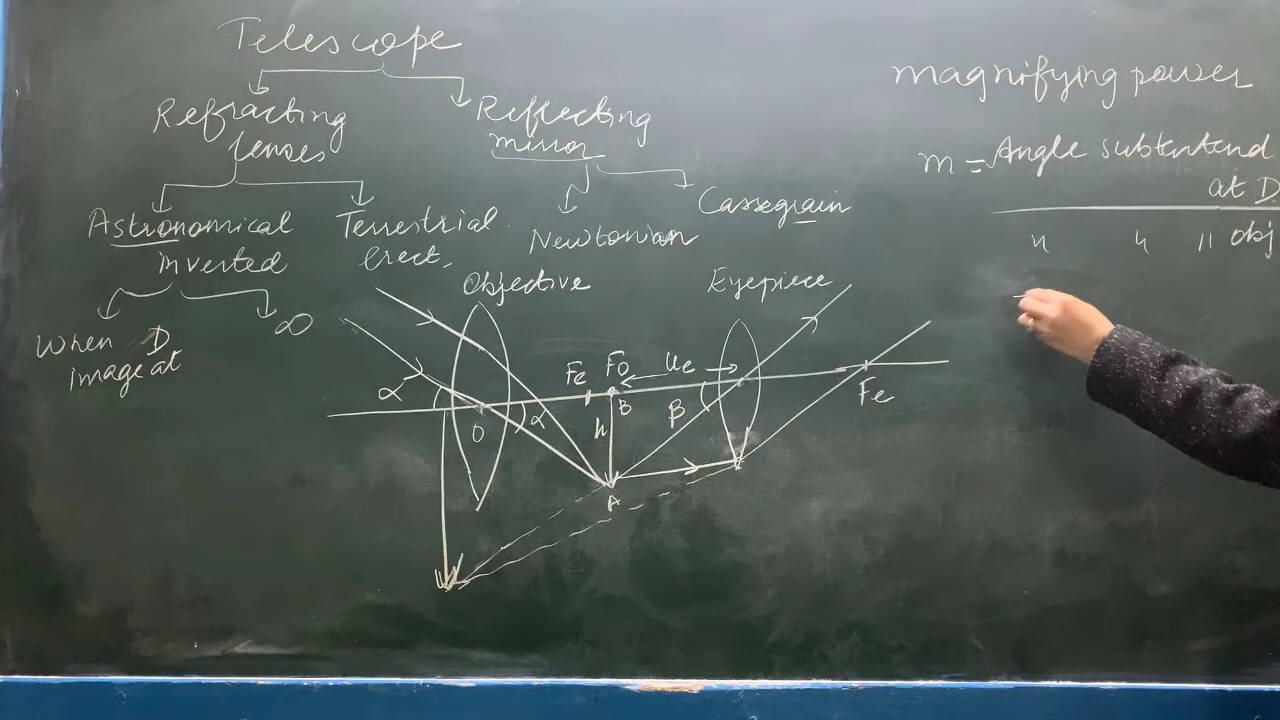 Telescope
Refracting
lenses
Reflecting
mirror
Astronomical
inverted
Terrestrial
erect,
Newtonian
Cassegrain
When D
image at
∞
Objective
Eyepiece
α
O
α
Fe
Fo
B
h
A
ue
β
Fe
magnifying power
m = Angle subtentend
at D
〃 〃 〃 obj